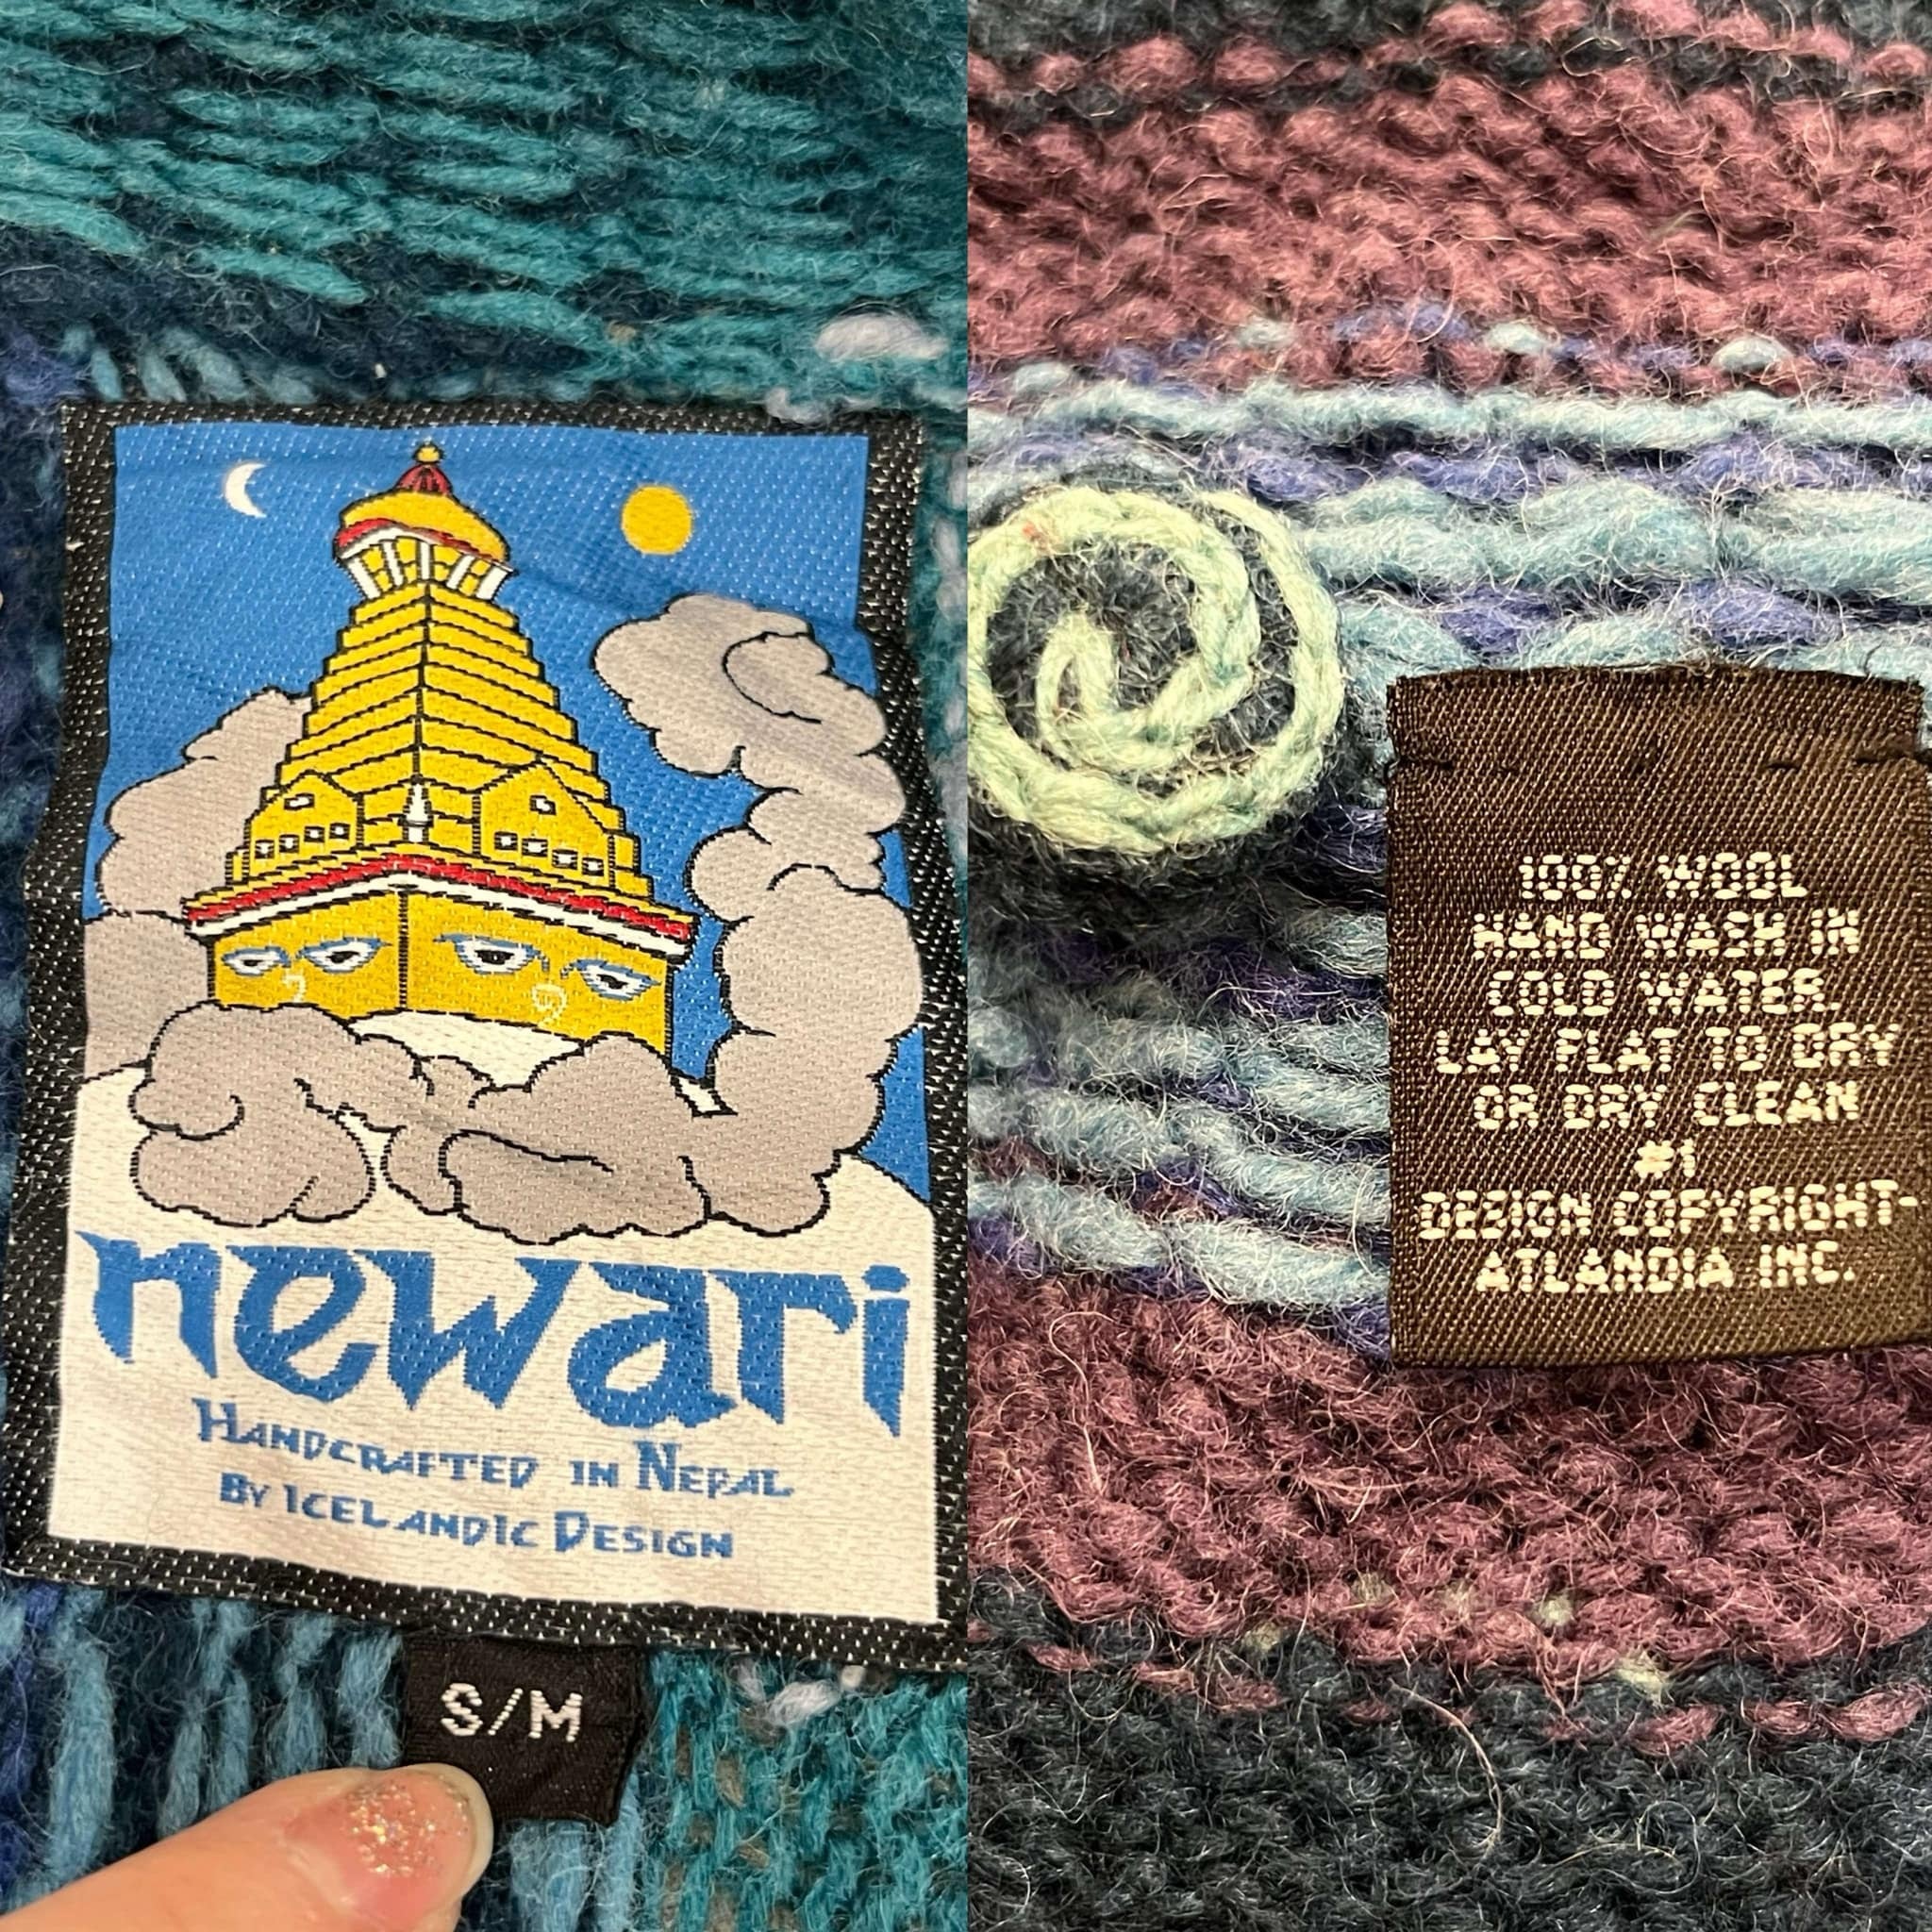 newari
Handcrafted in Nepal
By Icelandic Design
S/M
100% WOOL
HAND WASH IN
COLD WATER.
LAY FLAT TO DRY
OR DRY CLEAN
#1
DESIGN COPYRIGHT-
ATLANDIA INC.